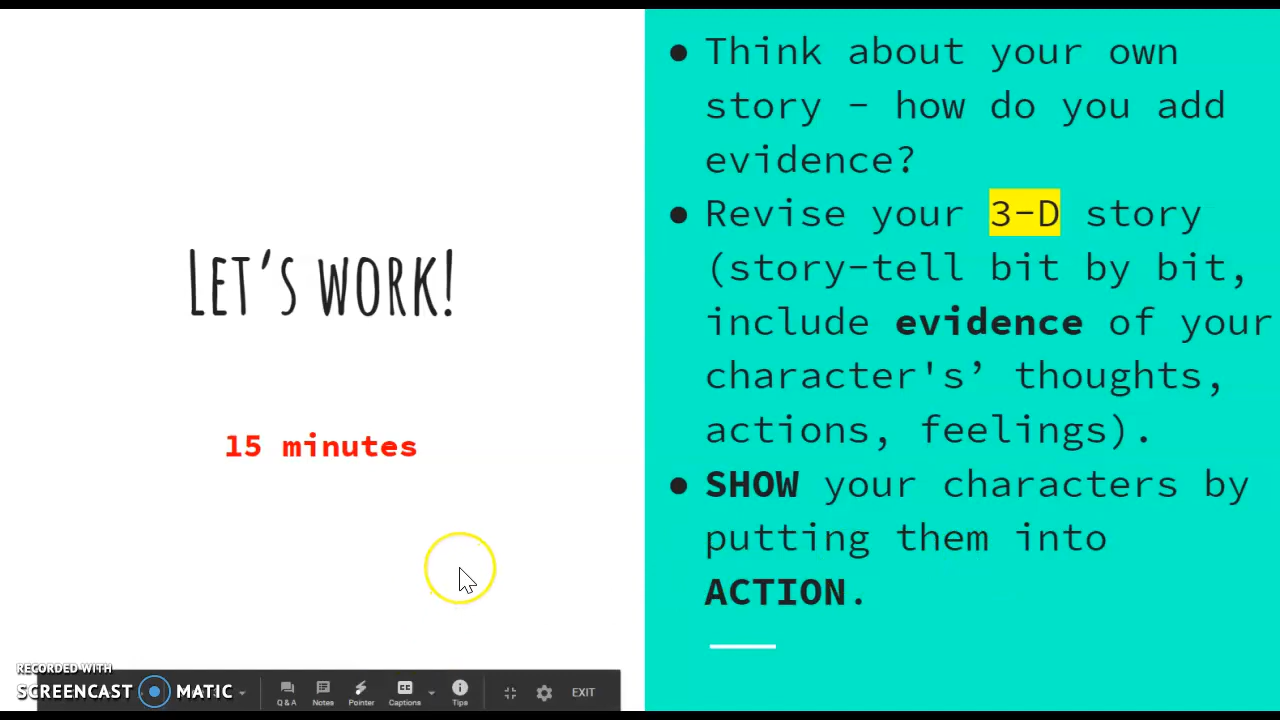 LET’S WORK!
15 minutes
● Think about your own
story – how do you add
evidence?
● Revise your 3-D story
(story-tell bit by bit,
include evidence of your
character's’ thoughts,
actions, feelings).
● SHOW your characters by
putting them into
ACTION.
RECORDED WITH
SCREENCAST MATIC
Q & A Notes Pointer Captions Tips EXIT